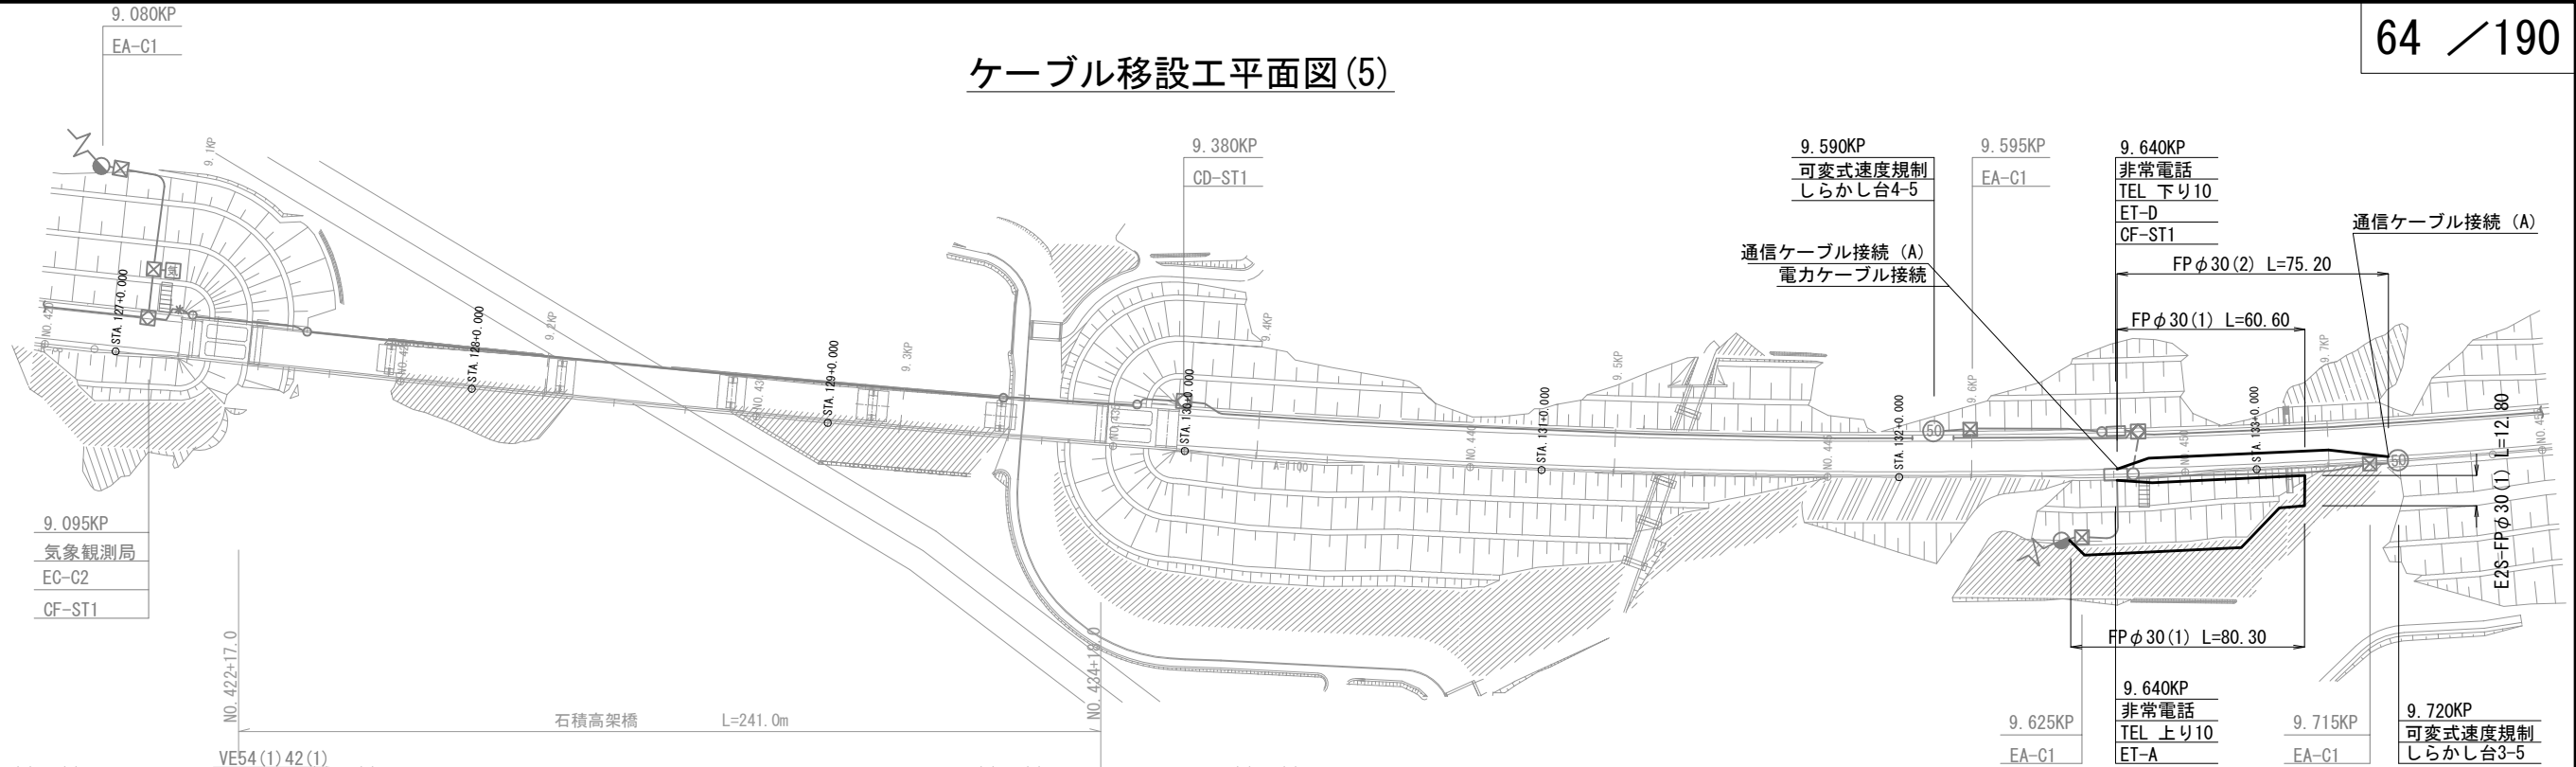 64 ／190
ケーブル移設工平面図(5)
9.080KP
EA-C1
9.1KP
9.380KP
CD-ST1
9.590KP
可変式速度規制
しらかし台4-5
9.595KP
EA-C1
9.640KP
非常電話
TEL 下り10
ET-D
CF-ST1
通信ケーブル接続 (A)
通信ケーブル接続 (A)
電力ケーブル接続
FPφ30(2) L=75.20
FPφ30(1) L=60.60
気
STA.127+0.000
STA.128+0.000
9.2KP
STA.129+0.000
9.3KP
STA.130+0.000
9.4KP
A=1100
NO.440
STA.131+0.000
9.5KP
NO.445
STA.132+0.000
50
9.6KP
NO.450
STA.133+0.000
9.7KP
50
E2S-FPφ30(1) L=12.80
FPφ30(1) L=80.30
9.095KP
気象観測局
EC-C2
CF-ST1
NO.422+17.0
石積高架橋 L=241.0m
VE54(1)42(1)
9.625KP
EA-C1
9.640KP
非常電話
TEL 上り10
ET-A
9.715KP
EA-C1
9.720KP
可変式速度規制
しらかし台3-5